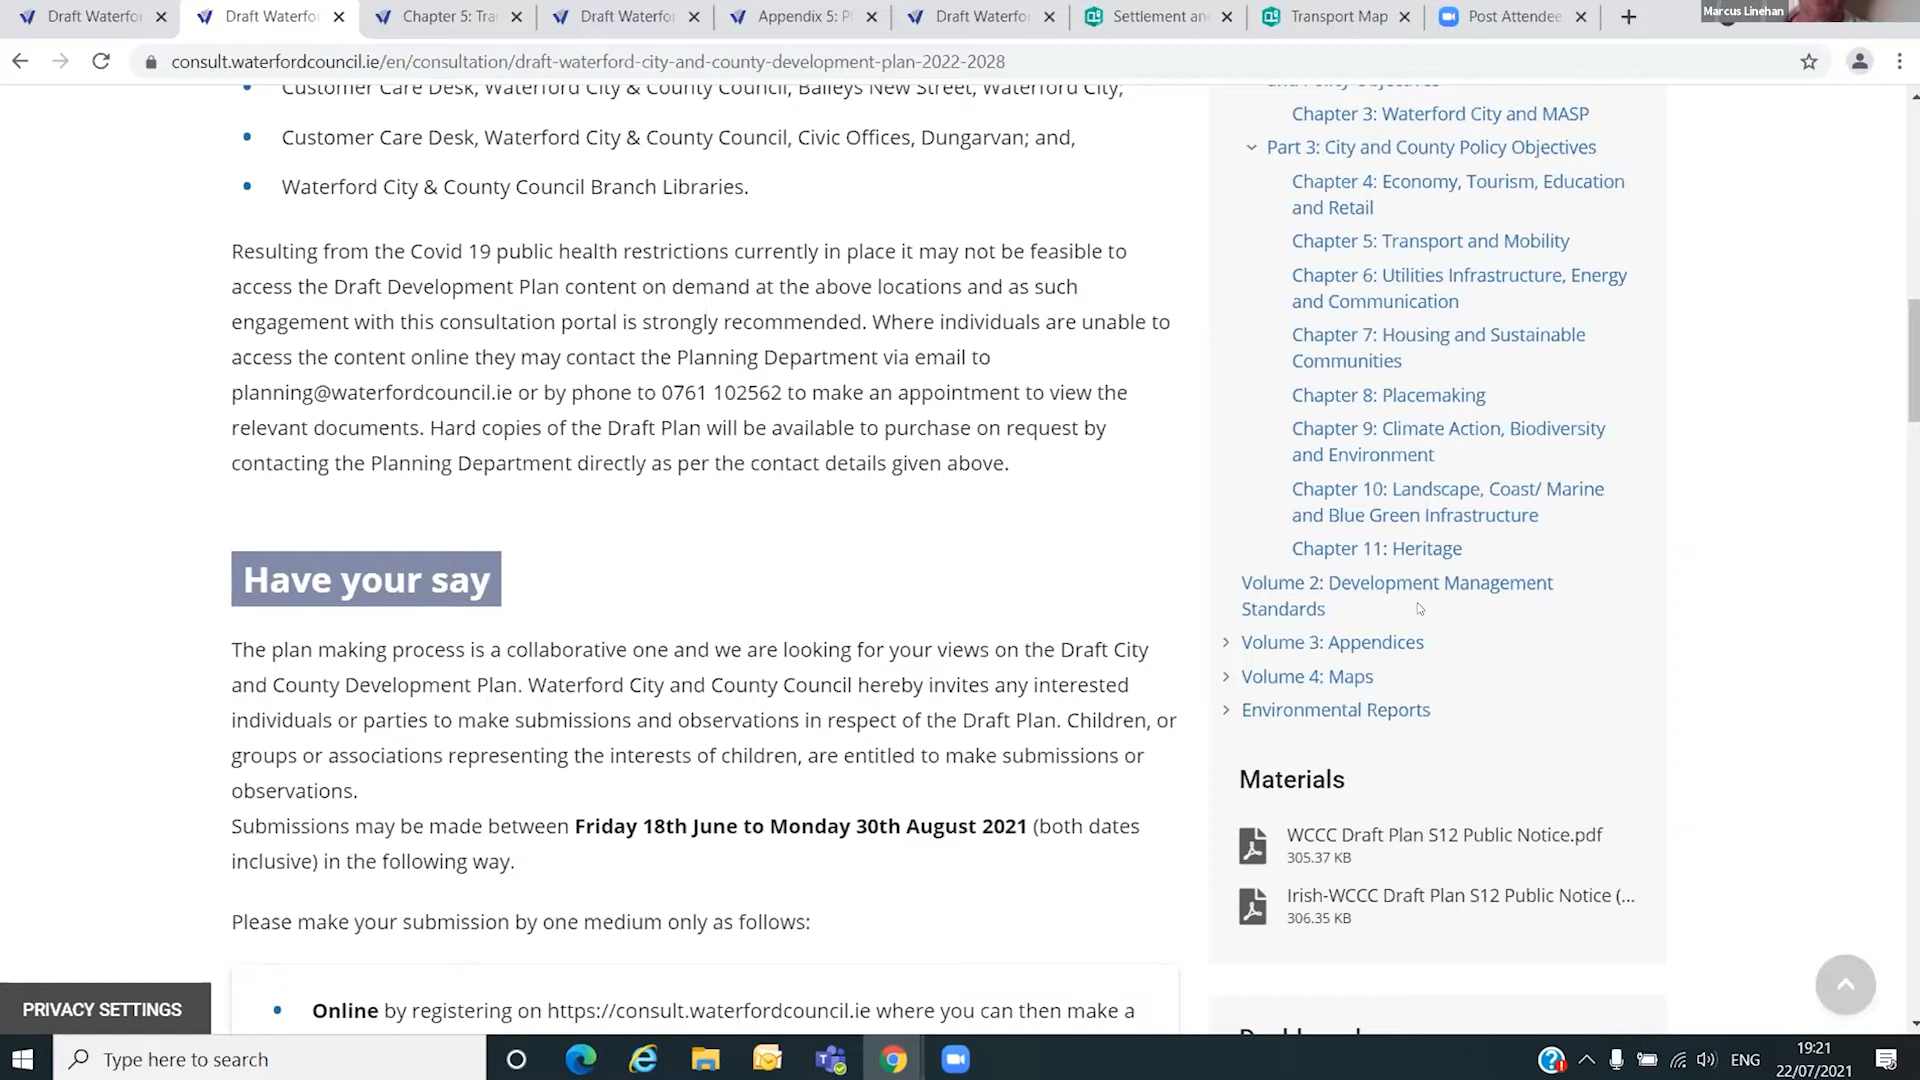 Draft Waterfor
Draft Waterfor
Chapter 5: Tra
Draft Waterfor
Appendix 5: P
Draft Waterfo
Settlement an
Transport Map
Post Attendee
Marcus Linehan
consult.waterfordcouncil.ie/en/consultation/draft-waterford-city-and-county-development-plan-2022-2028
Customer Care Desk, Waterford City & County Council, Baileys New Street, Waterford City;
Customer Care Desk, Waterford City & County Council, Civic Offices, Dungarvan; and,
Waterford City & County Council Branch Libraries.
Resulting from the Covid 19 public health restrictions currently in place it may not be feasible to
access the Draft Development Plan content on demand at the above locations and as such
engagement with this consultation portal is strongly recommended. Where individuals are unable to
access the content online they may contact the Planning Department via email to
planning@waterfordcouncil.ie or by phone to 0761 102562 to make an appointment to view the
relevant documents. Hard copies of the Draft Plan will be available to purchase on request by
contacting the Planning Department directly as per the contact details given above.
Have your say
The plan making process is a collaborative one and we are looking for your views on the Draft City
and County Development Plan. Waterford City and County Council hereby invites any interested
individuals or parties to make submissions and observations in respect of the Draft Plan. Children, or
groups or associations representing the interests of children, are entitled to make submissions or
observations.
Submissions may be made between Friday 18th June to Monday 30th August 2021 (both dates
inclusive) in the following way.
Please make your submission by one medium only as follows:
Online by registering on https://consult.waterfordcouncil.ie where you can then make a
and Policy Objectives
Chapter 3: Waterford City and MASP
Part 3: City and County Policy Objectives
Chapter 4: Economy, Tourism, Education
and Retail
Chapter 5: Transport and Mobility
Chapter 6: Utilities Infrastructure, Energy
and Communication
Chapter 7: Housing and Sustainable
Communities
Chapter 8: Placemaking
Chapter 9: Climate Action, Biodiversity
and Environment
Chapter 10: Landscape, Coast/ Marine
and Blue Green Infrastructure
Chapter 11: Heritage
Volume 2: Development Management
Standards
Volume 3: Appendices
Volume 4: Maps
Environmental Reports
Materials
WCCC Draft Plan S12 Public Notice.pdf
305.37 KB
Irish-WCCC Draft Plan S12 Public Notice (...
306.35 KB
PRIVACY SETTINGS
Type here to search
ENG
19:21
22/07/2021